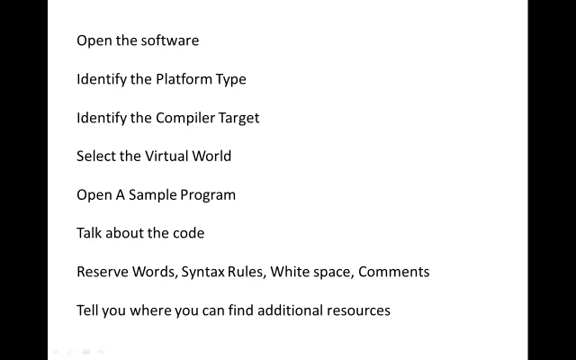 Open the software
Identify the Platform Type
Identify the Compiler Target
Select the Virtual World
Open A Sample Program
Talk about the code
Reserve Words, Syntax Rules, White space, Comments
Tell you where you can find additional resources